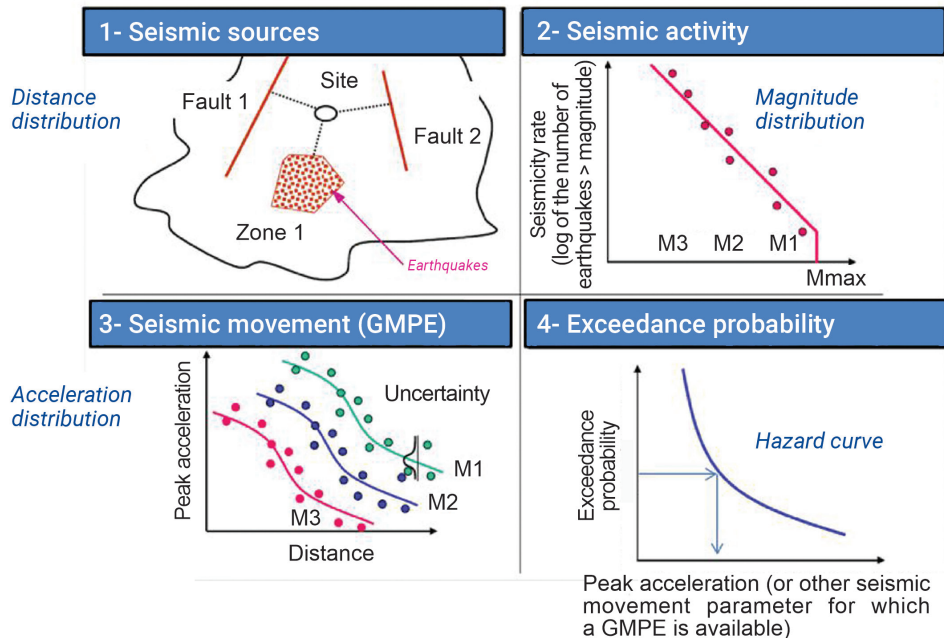 1- Seismic sources
Distance
distribution
Fault 1
Site
Fault 2
Zone 1
Earthquakes
2- Seismic activity
Seismicity rate
(log of the number of
earthquakes > magnitude)
Magnitude
distribution
M3 M2 M1
Mmax
3- Seismic movement (GMPE)
Acceleration
distribution
Peak acceleration
Uncertainty
M1
M2
M3
Distance
4- Exceedance probability
Exceedance
probability
Hazard curve
Peak acceleration (or other seismic
movement parameter for which
a GMPE is available)